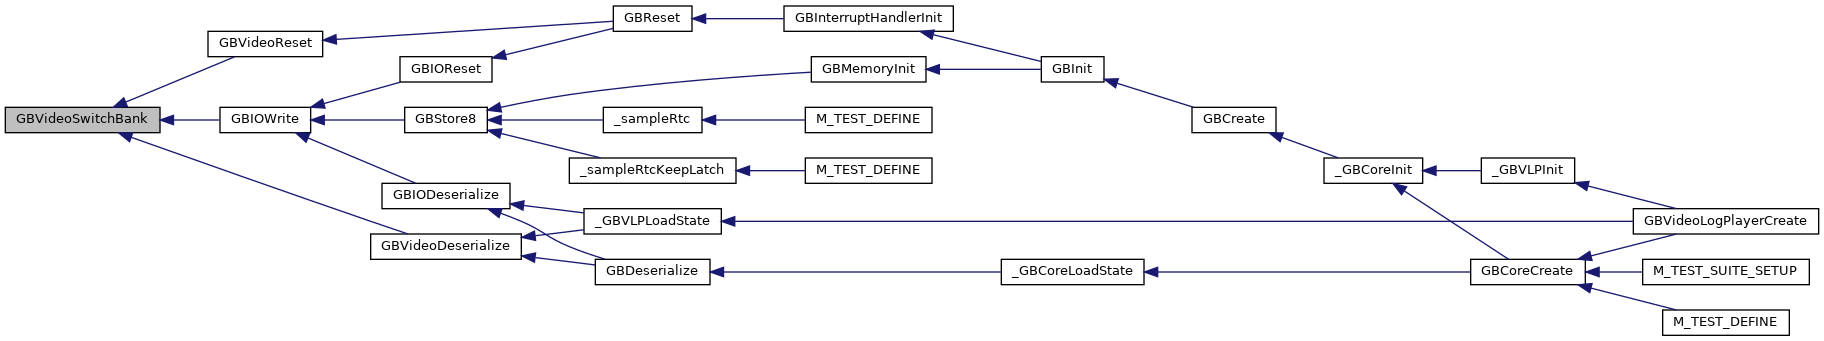 GBVideoSwitchBank
GBVideoReset
GBReset
GBInterruptHandlerInit
GBIOReset
GBMemoryInit
GBInit
GBIOWrite
GBStore8
_sampleRtc
M_TEST_DEFINE
GBCreate
_sampleRtcKeepLatch
M_TEST_DEFINE
_GBCoreInit
_GBVLPInit
GBIODeserialize
_GBVLPLoadState
GBVideoLogPlayerCreate
GBVideoDeserialize
GBDeserialize
_GBCoreLoadState
GBCoreCreate
M_TEST_SUITE_SETUP
M_TEST_DEFINE